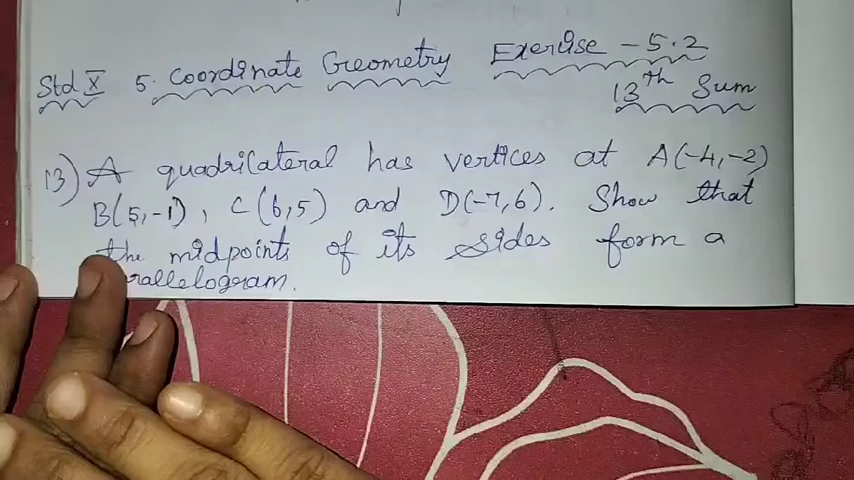 Std X 5. Coordinate Geometry Exercise - 5.2
13th Sum
13) A quadrilateral has vertices at A(-4,-2)
B(5,-1), C(6,5) and D(-7,6). Show that
the midpoints of its sides form a
rallelogram.